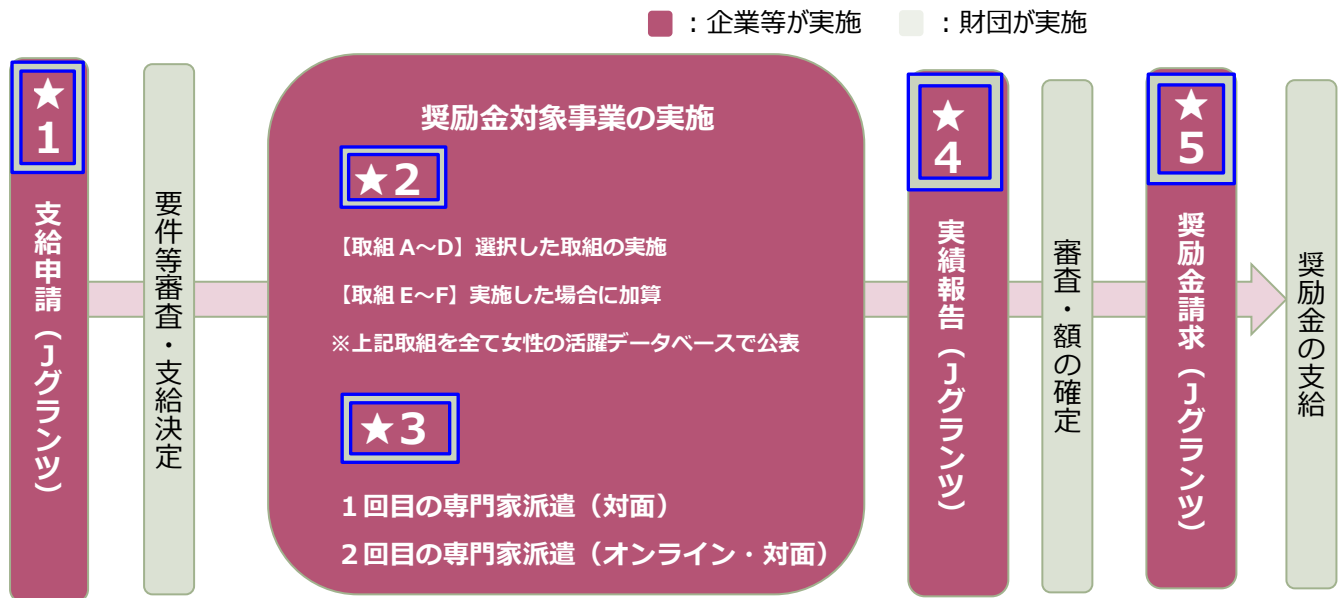 ：企業等が実施
：財団が実施
★1
支給申請（Jグランツ）
要件等審査・支給決定
奨励金対象事業の実施
★2
【取組 A～D】選択した取組の実施
【取組 E～F】実施した場合に加算
※上記取組を全て女性の活躍データベースで公表
★3
１回目の専門家派遣（対面）
２回目の専門家派遣（オンライン・対面）
★4
実績報告（Jグランツ）
審査・額の確定
★5
奨励金請求（Jグランツ）
奨励金の支給